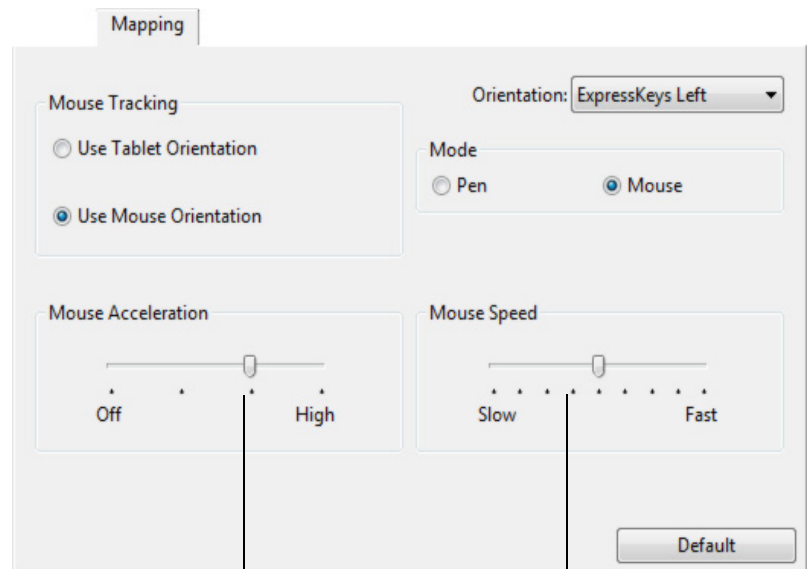 Mapping
Orientation: ExpressKeys Left
Mouse Tracking
Use Tablet Orientation
Use Mouse Orientation
Mode
Pen Mouse
Mouse Acceleration
Off High
Mouse Speed
Slow Fast
Default